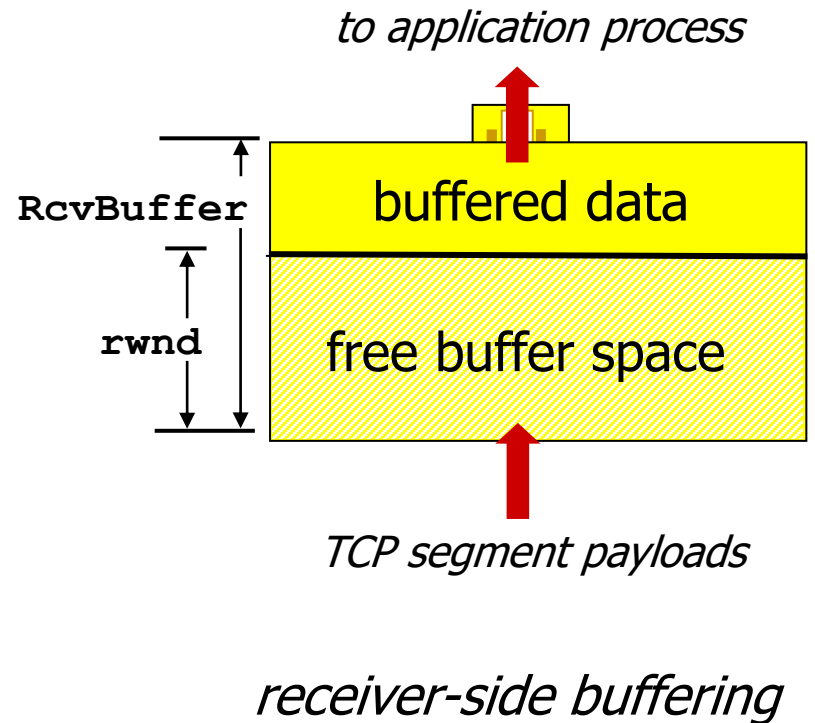 to application process
RcvBuffer
buffered data
rwnd
free buffer space
TCP segment payloads
receiver-side buffering